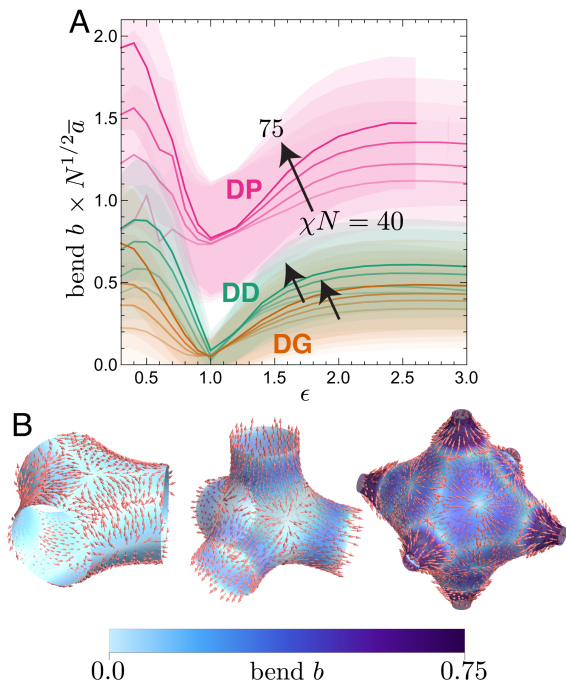 A
2.0
1.5
1.0
0.5
0.0
bend b × N^{1/2} a̅
75
DP
χN = 40
DD
DG
0.5 1.0 1.5 2.0 2.5 3.0
ϵ
B
0.0 bend b 0.75